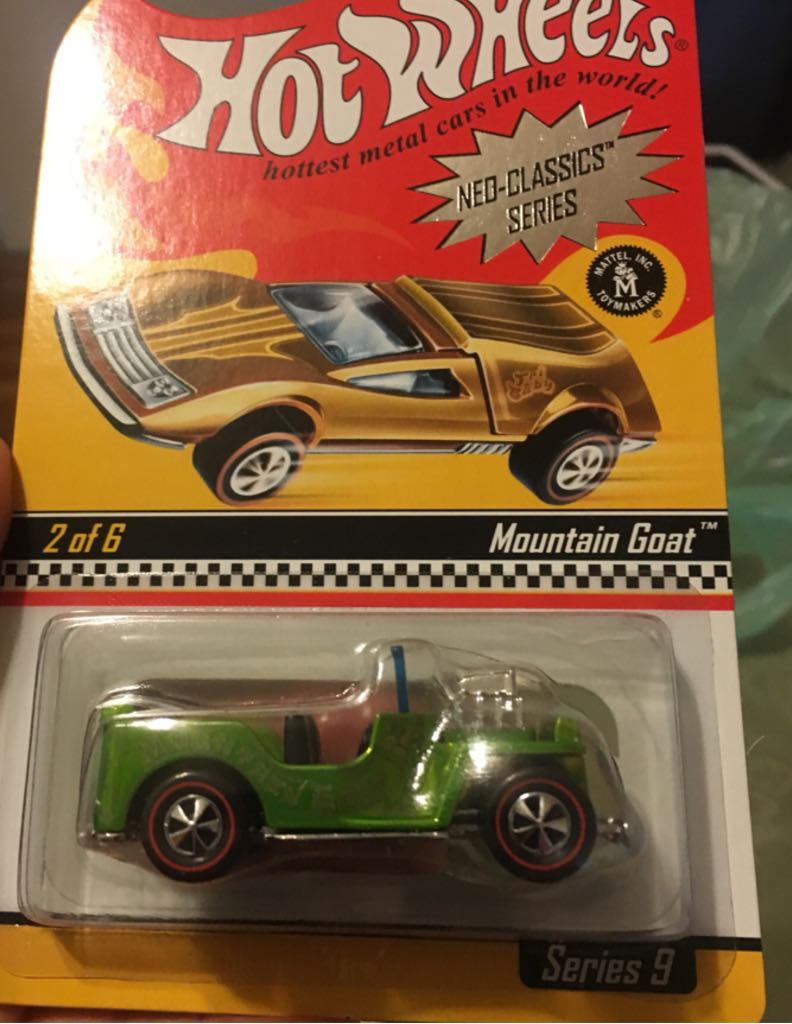 Hot Wheels®
hottest metal cars in the world!
NEO-CLASSICS™
SERIES
MATTEL, INC.
M
TOYMAKERS
®
2 of 6
Mountain Goat™
Series 9